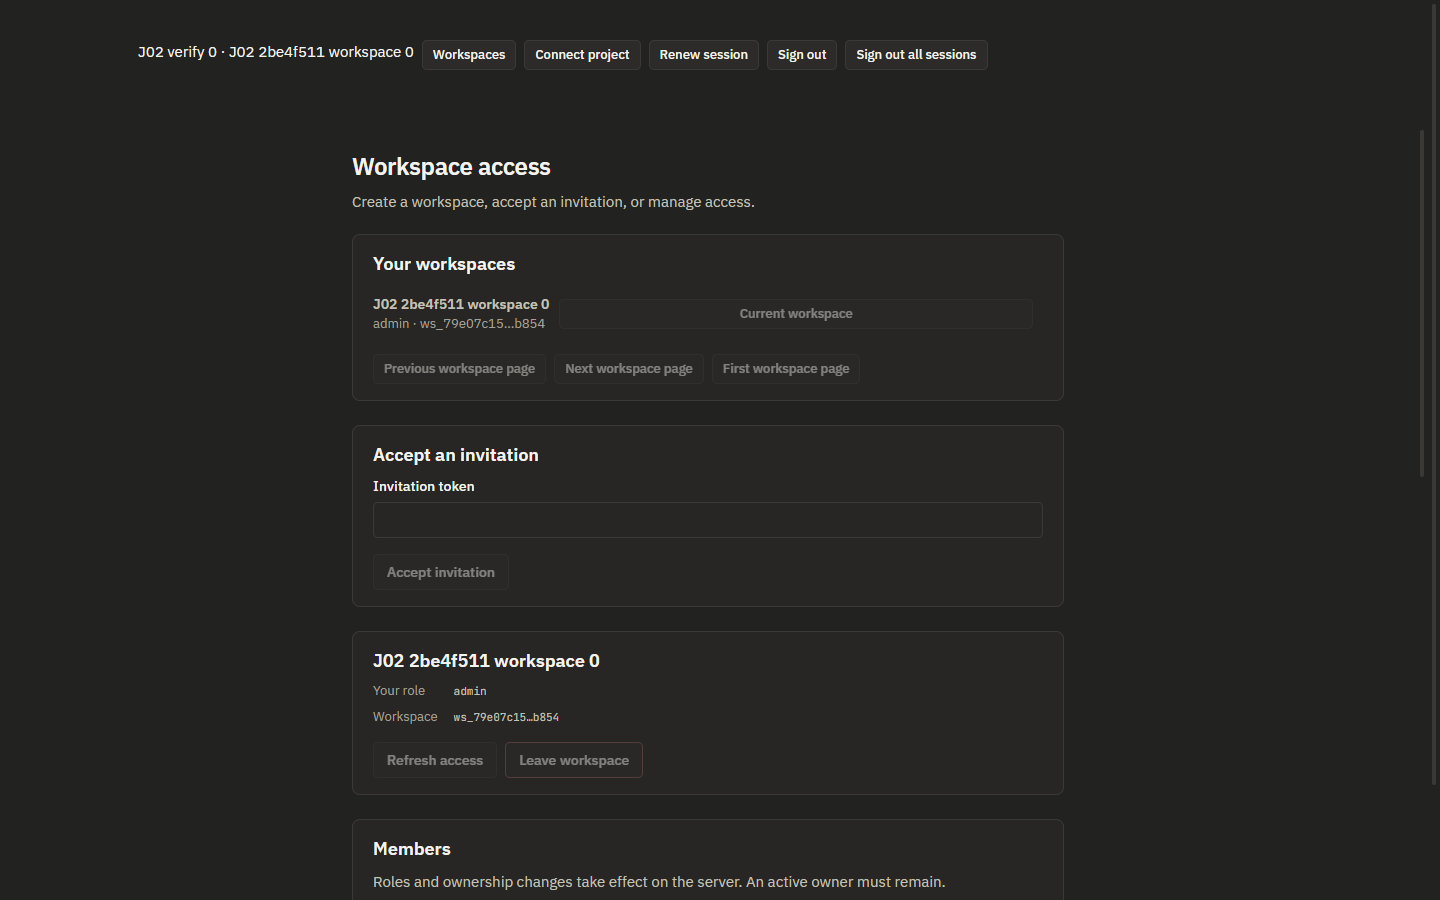 J02 verify 0 · J02 2be4f511 workspace 0 Workspaces Connect project Renew session Sign out Sign out all sessions
Workspace access
Create a workspace, accept an invitation, or manage access.
Your workspaces
J02 2be4f511 workspace 0
admin · ws_79e07c15…b854
Current workspace
Previous workspace page Next workspace page First workspace page
Accept an invitation
Invitation token
Accept invitation
J02 2be4f511 workspace 0
Your role admin
Workspace ws_79e07c15…b854
Refresh access Leave workspace
Members
Roles and ownership changes take effect on the server. An active owner must remain.